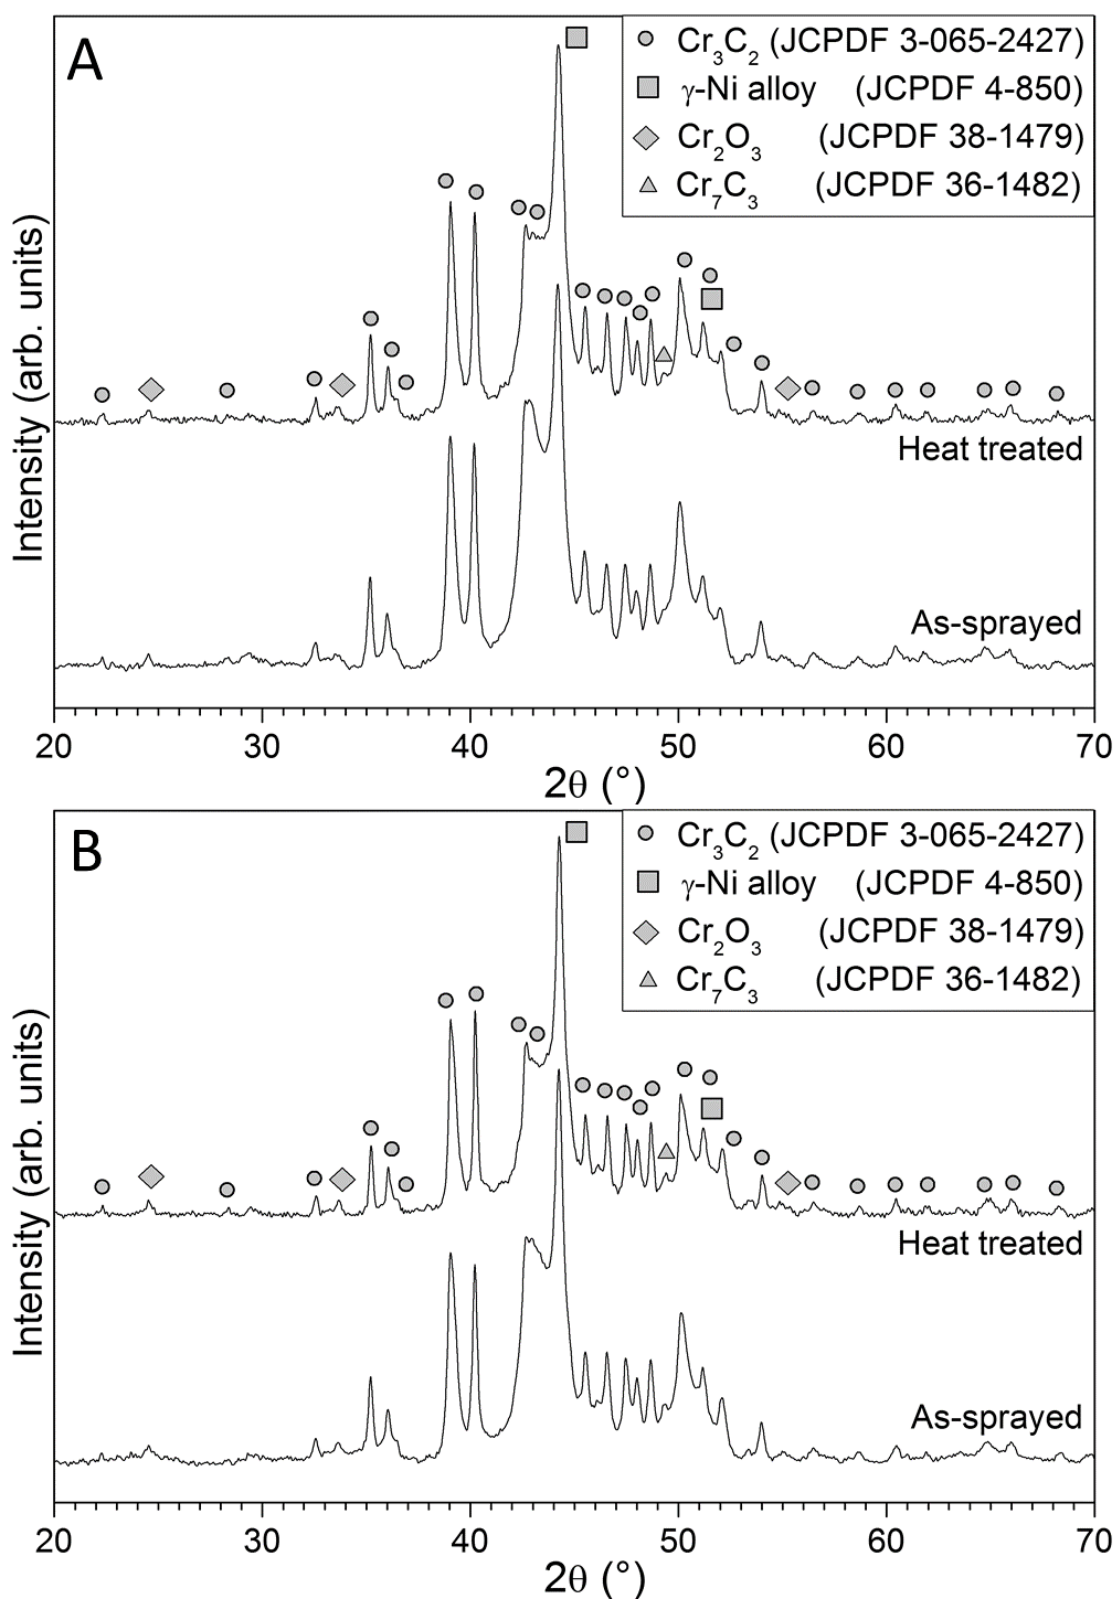 A
Cr₃C₂ (JCPDF 3-065-2427)
γ-Ni alloy (JCPDF 4-850)
Cr₂O₃ (JCPDF 38-1479)
Cr₇C₃ (JCPDF 36-1482)
Intensity (arb. units)
Heat treated
As-sprayed
20 30 40 50 60 70
2θ (°)
B
Cr₃C₂ (JCPDF 3-065-2427)
γ-Ni alloy (JCPDF 4-850)
Cr₂O₃ (JCPDF 38-1479)
Cr₇C₃ (JCPDF 36-1482)
Intensity (arb. units)
Heat treated
As-sprayed
20 30 40 50 60 70
2θ (°)